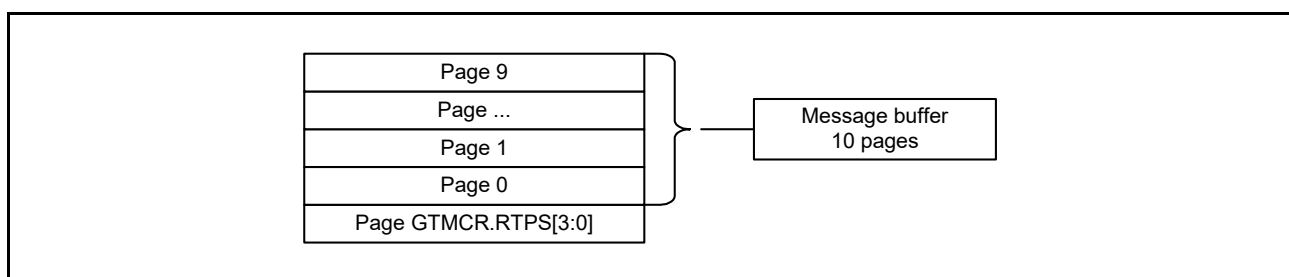 Page 9
Page ...
Page 1
Page 0
Page GTMCR.RTPS[3:0]
Message buffer
10 pages